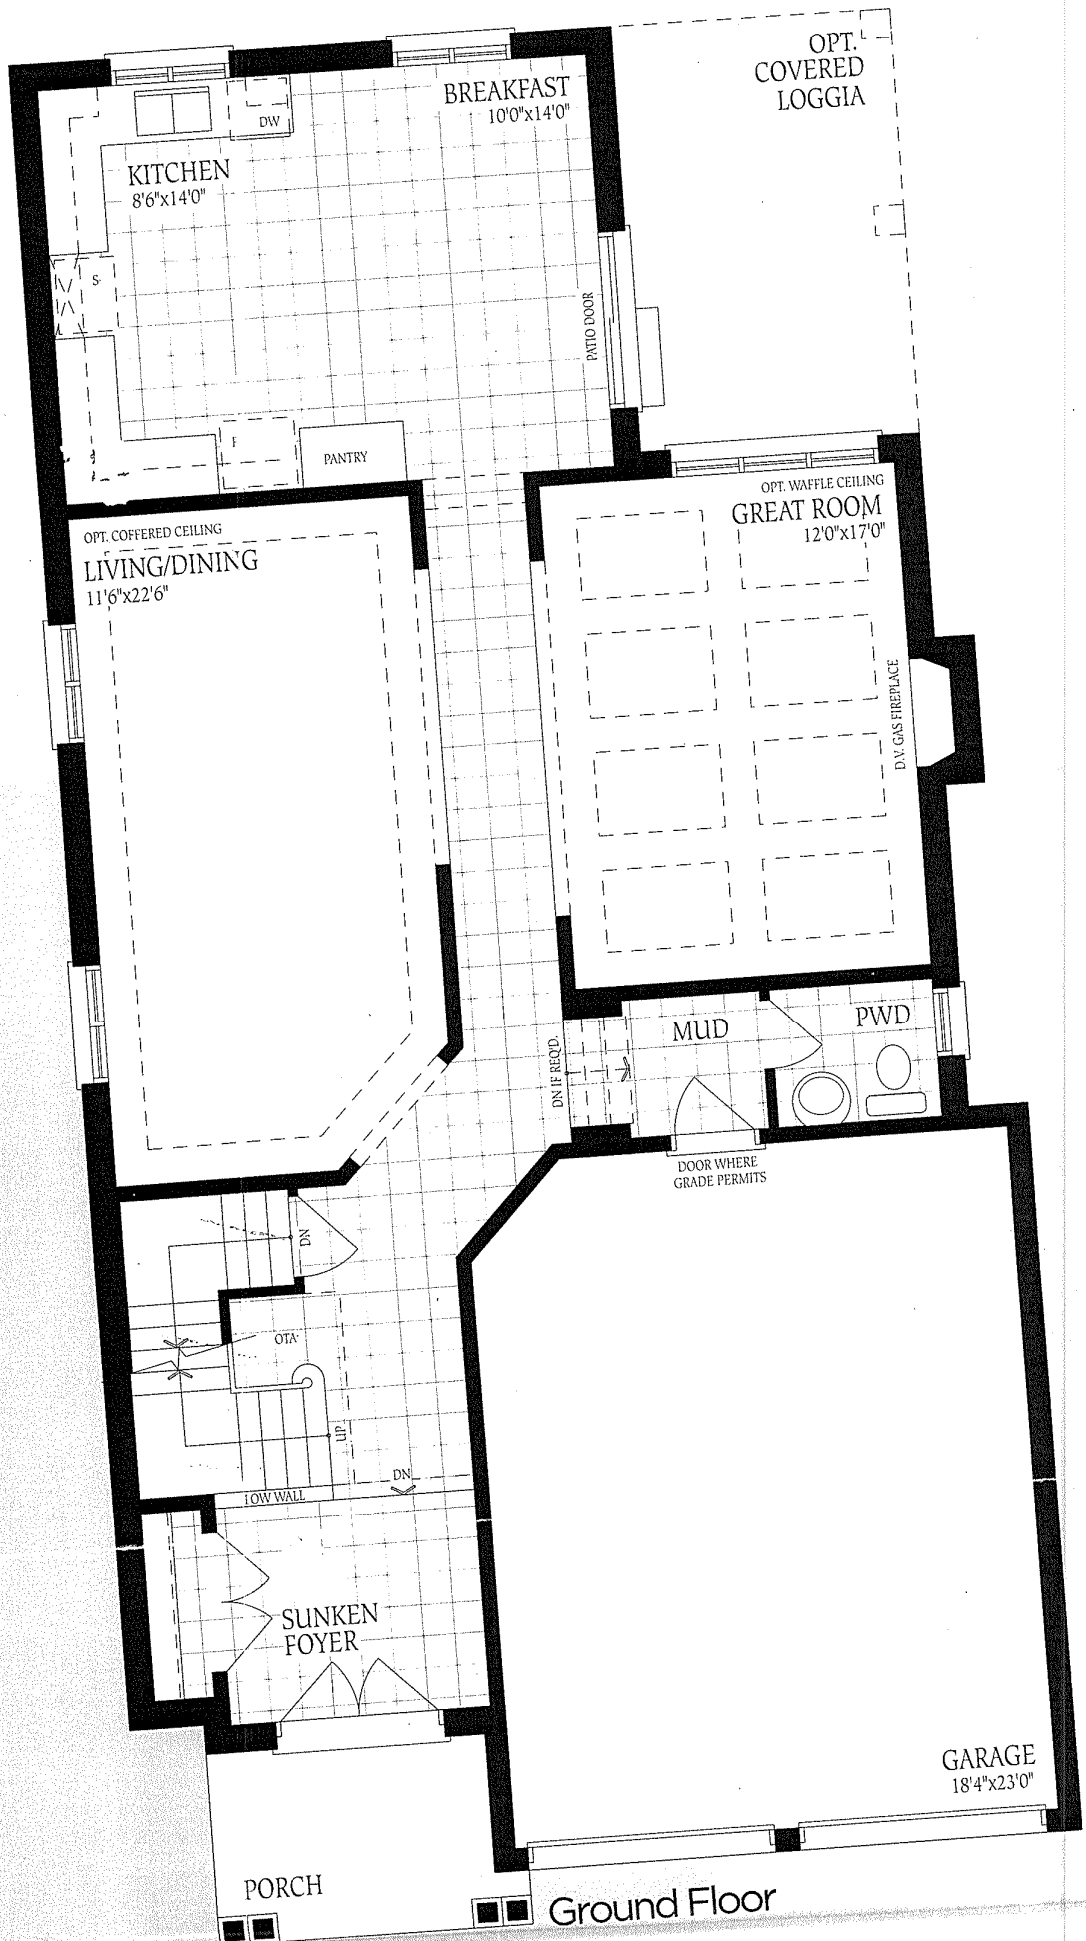 OPT.
COVERED
LOGGIA
BREAKFAST
10'0"x14'0"
DW
KITCHEN
8'6"x14'0"
S
PATIO DOOR
F
PANTRY
OPT. WAFFLE CEILING
GREAT ROOM
12'0"x17'0"
OPT. COFFERED CEILING
LIVING/DINING
11'6"x22'6"
D.V. GAS FIREPLACE
MUD
PWD
DN IF REQ'D.
DOOR WHERE
GRADE PERMITS
DN
OTA
UP
DN
LOW WALL
SUNKEN
FOYER
GARAGE
18'4"x23'0"
PORCH
Ground Floor